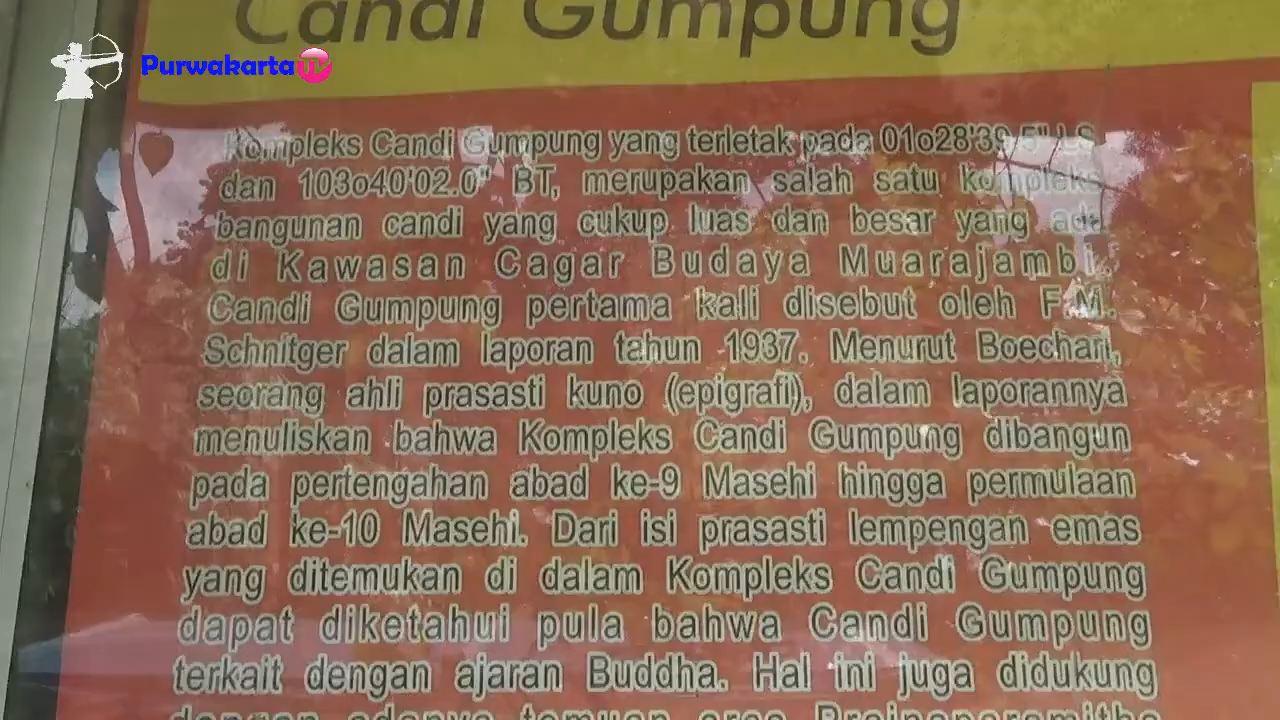 Candi Gumpung
Purwakarta TV
Kompleks Candi Gumpung yang terletak pada 01o28'39.5" LS
dan 103o40'02.0" BT, merupakan salah satu kompleks
bangunan candi yang cukup luas dan besar yang ada
di Kawasan Cagar Budaya Muarajambi.
Candi Gumpung pertama kali disebut oleh F.M.
Schnitger dalam laporan tahun 1937. Menurut Boechari,
seorang ahli prasasti kuno (epigrafi), dalam laporannya
menuliskan bahwa Kompleks Candi Gumpung dibangun
pada pertengahan abad ke-9 Masehi hingga permulaan
abad ke-10 Masehi. Dari isi prasasti lempengan emas
yang ditemukan di dalam Kompleks Candi Gumpung
dapat diketahui pula bahwa Candi Gumpung
terkait dengan ajaran Buddha. Hal ini juga didukung
dengan adanya temuan arca